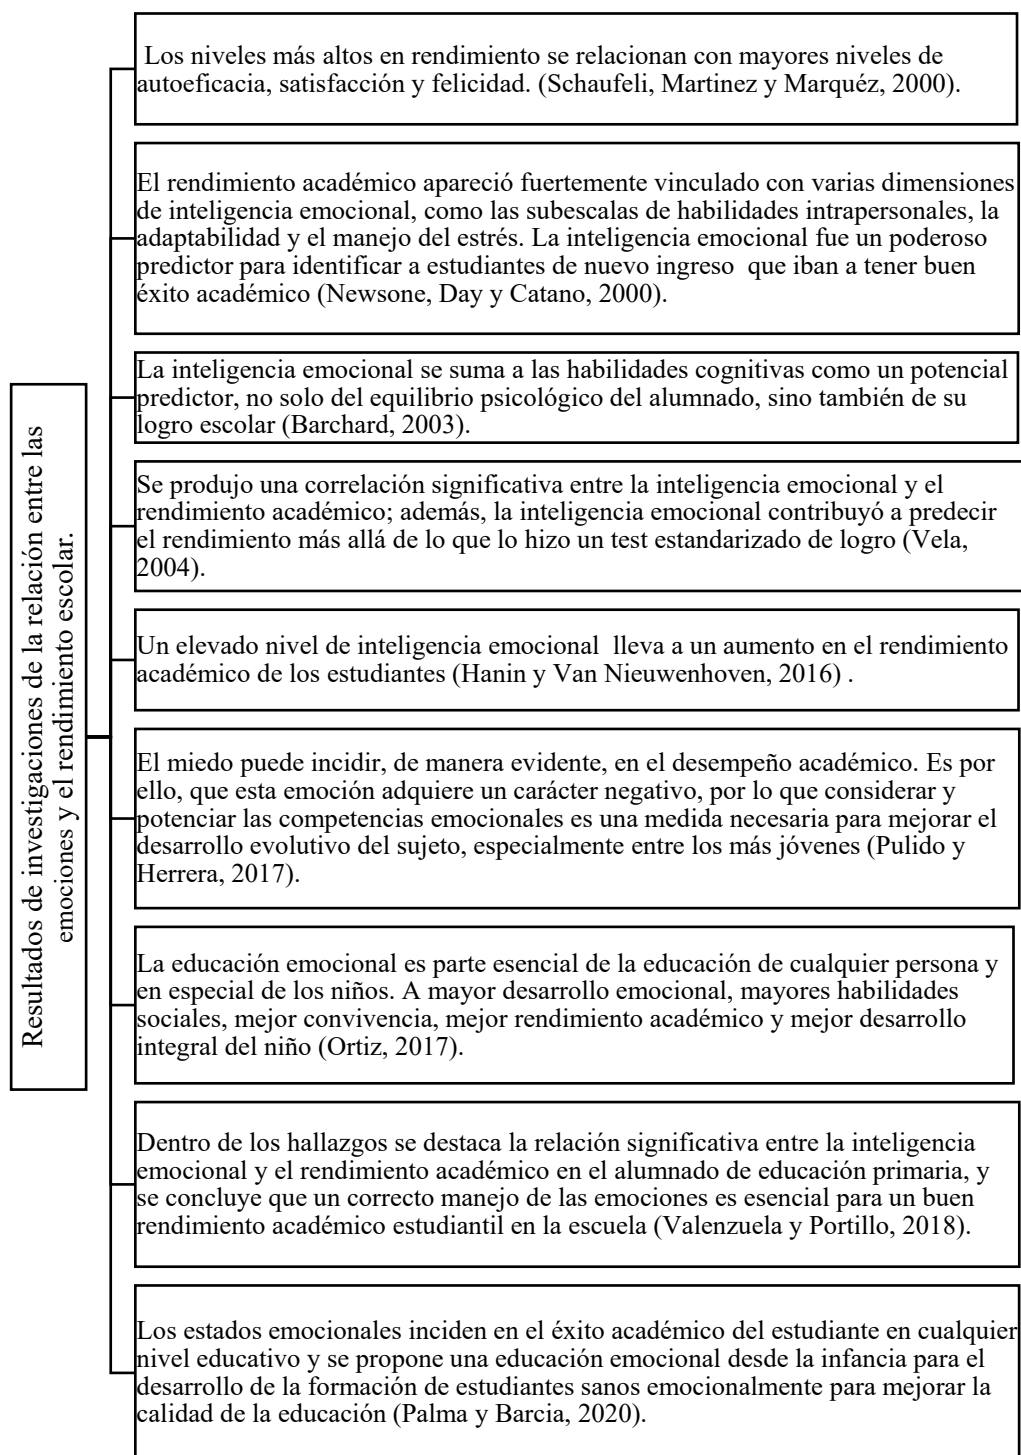 Resultados de investigaciones de la relación entre las
emociones y el rendimiento escolar.
Los niveles más altos en rendimiento se relacionan con mayores niveles de
autoeficacia, satisfacción y felicidad. (Schaufeli, Martinez y Marquéz, 2000).
El rendimiento académico apareció fuertemente vinculado con varias dimensiones
de inteligencia emocional, como las subescalas de habilidades intrapersonales, la
adaptabilidad y el manejo del estrés. La inteligencia emocional fue un poderoso
predictor para identificar a estudiantes de nuevo ingreso que iban a tener buen
éxito académico (Newsone, Day y Catano, 2000).
La inteligencia emocional se suma a las habilidades cognitivas como un potencial
predictor, no solo del equilibrio psicológico del alumnado, sino también de su
logro escolar (Barchard, 2003).
Se produjo una correlación significativa entre la inteligencia emocional y el
rendimiento académico; además, la inteligencia emocional contribuyó a predecir
el rendimiento más allá de lo que lo hizo un test estandarizado de logro (Vela,
2004).
Un elevado nivel de inteligencia emocional lleva a un aumento en el rendimiento
académico de los estudiantes (Hanin y Van Nieuwenhoven, 2016) .
El miedo puede incidir, de manera evidente, en el desempeño académico. Es por
ello, que esta emoción adquiere un carácter negativo, por lo que considerar y
potenciar las competencias emocionales es una medida necesaria para mejorar el
desarrollo evolutivo del sujeto, especialmente entre los más jóvenes (Pulido y
Herrera, 2017).
La educación emocional es parte esencial de la educación de cualquier persona y
en especial de los niños. A mayor desarrollo emocional, mayores habilidades
sociales, mejor convivencia, mejor rendimiento académico y mejor desarrollo
integral del niño (Ortiz, 2017).
Dentro de los hallazgos se destaca la relación significativa entre la inteligencia
emocional y el rendimiento académico en el alumnado de educación primaria, y
se concluye que un correcto manejo de las emociones es esencial para un buen
rendimiento académico estudiantil en la escuela (Valenzuela y Portillo, 2018).
Los estados emocionales inciden en el éxito académico del estudiante en cualquier
nivel educativo y se propone una educación emocional desde la infancia para el
desarrollo de la formación de estudiantes sanos emocionalmente para mejorar la
calidad de la educación (Palma y Barcia, 2020).